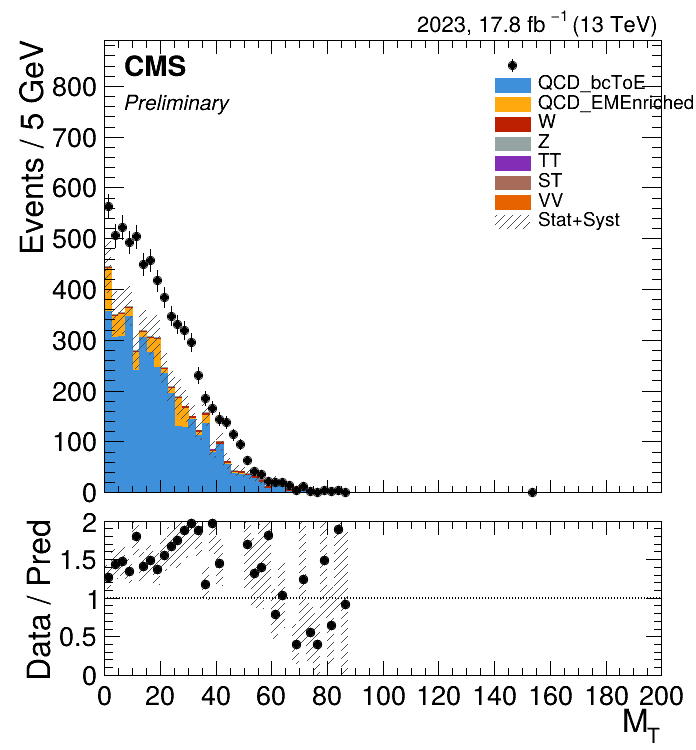 2023, 17.8 fb⁻¹ (13 TeV)
CMS
Preliminary
Events / 5 GeV
800
700
600
500
400
300
200
100
0
QCD_bcToE
QCD_EMEnriched
W
Z
TT
ST
VV
Stat+Syst
Data / Pred
2
1.5
1
0.5
0
0 20 40 60 80 100 120 140 160 180 200
M_T